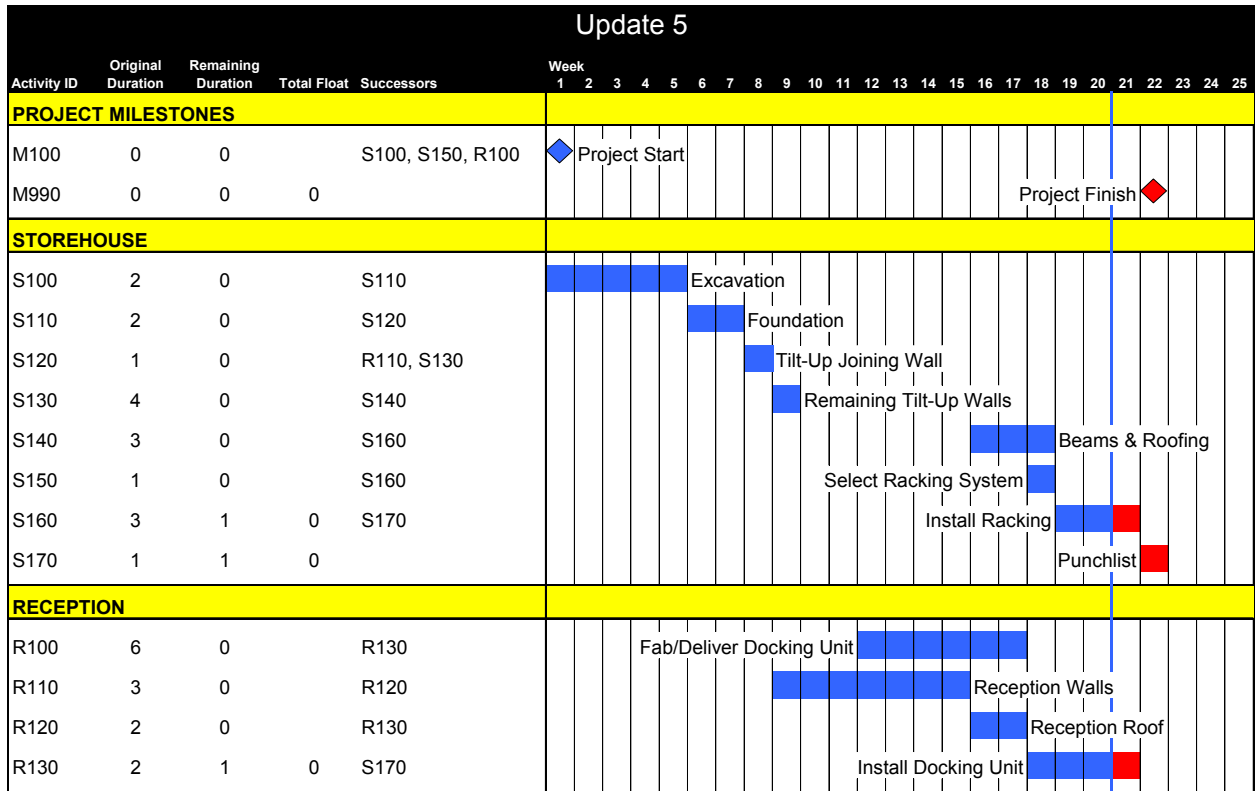 Update 5
Original Remaining Week
Activity ID Duration Duration Total Float Successors 1 2 3 4 5 6 7 8 9 10 11 12 13 14 15 16 17 18 19 20 21 22 23 24 25
PROJECT MILESTONES
M100 0 0 S100, S150, R100 Project Start
M990 0 0 0 Project Finish
STOREHOUSE
S100 2 0 S110 Excavation
S110 2 0 S120 Foundation
S120 1 0 R110, S130 Tilt-Up Joining Wall
S130 4 0 S140 Remaining Tilt-Up Walls
S140 3 0 S160 Beams & Roofing
S150 1 0 S160 Select Racking System
S160 3 1 0 S170 Install Racking
S170 1 1 0 Punchlist
RECEPTION
R100 6 0 R130 Fab/Deliver Docking Unit
R110 3 0 R120 Reception Walls
R120 2 0 R130 Reception Roof
R130 2 1 0 S170 Install Docking Unit